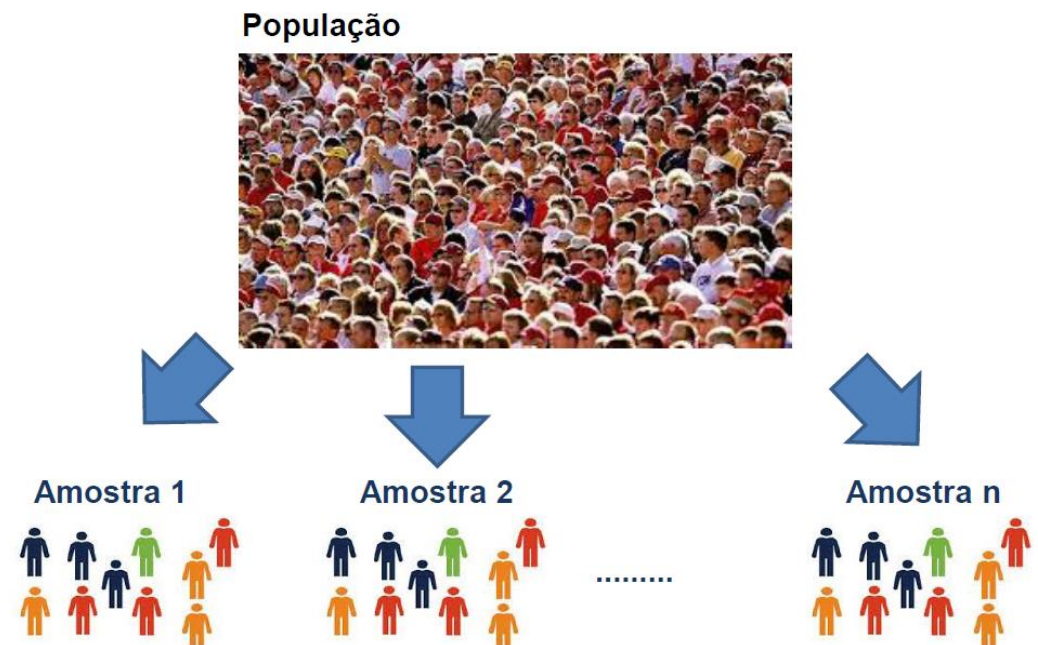 População
Amostra 1
Amostra 2
.........
Amostra n